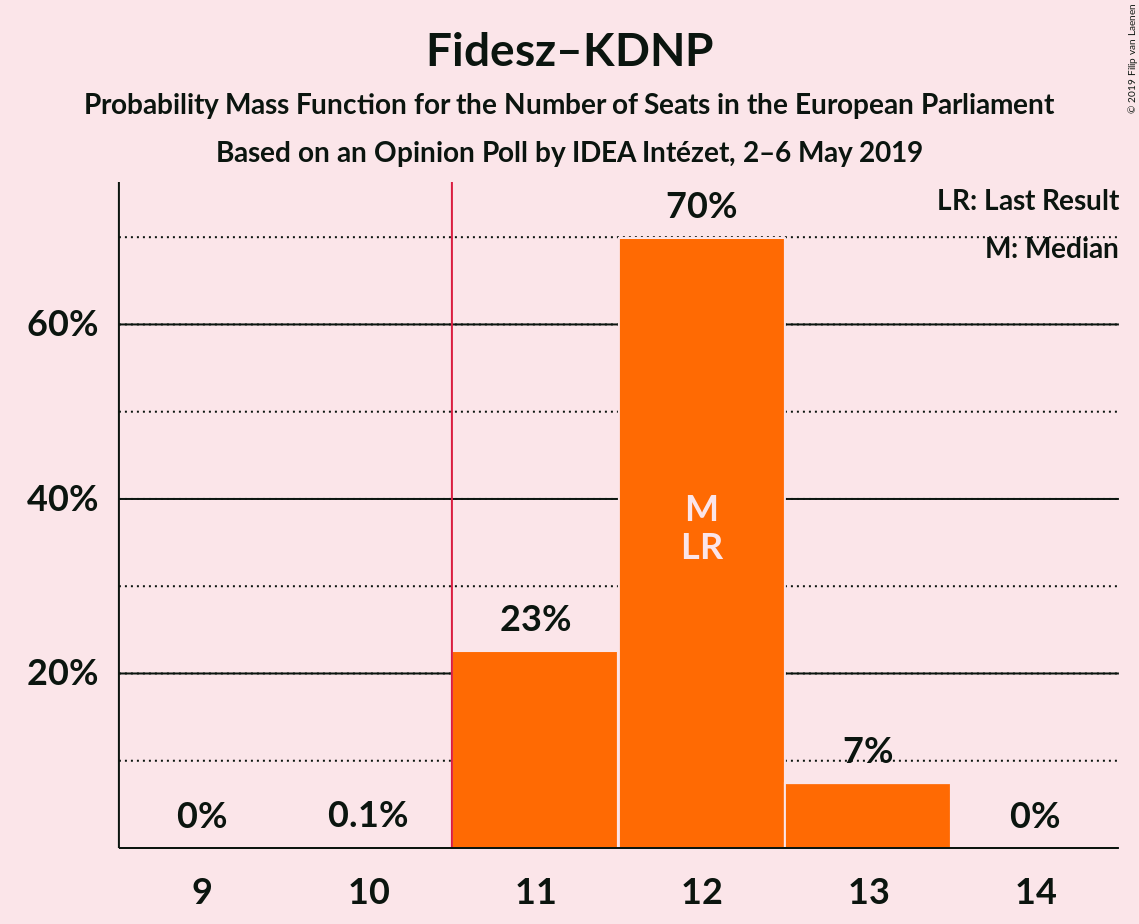 Fidesz–KDNP
Probability Mass Function for the Number of Seats in the European Parliament
Based on an Opinion Poll by IDEA Intézet, 2–6 May 2019
© 2019 Filip van Laenen
LR: Last Result
M: Median
70%
60%
40%
M
LR
23%
20%
7%
0%
0.1%
0%
9 10 11 12 13 14